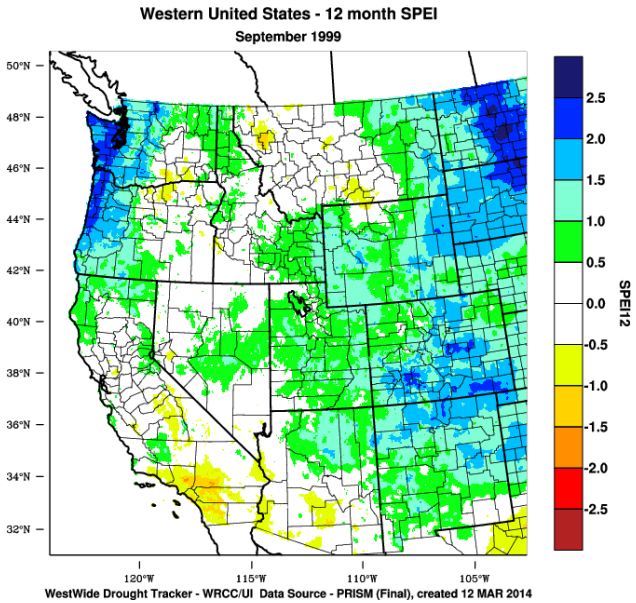 Western United States - 12 month SPEI
September 1999
50°N
48°N
46°N
44°N
42°N
40°N
38°N
36°N
34°N
32°N
120°W
115°W
110°W
105°W
2.5
2.0
1.5
1.0
0.5
0.0
-0.5
-1.0
-1.5
-2.0
-2.5
SPEI12
WestWide Drought Tracker - WRCC/UI Data Source - PRISM (Final), created 12 MAR 2014